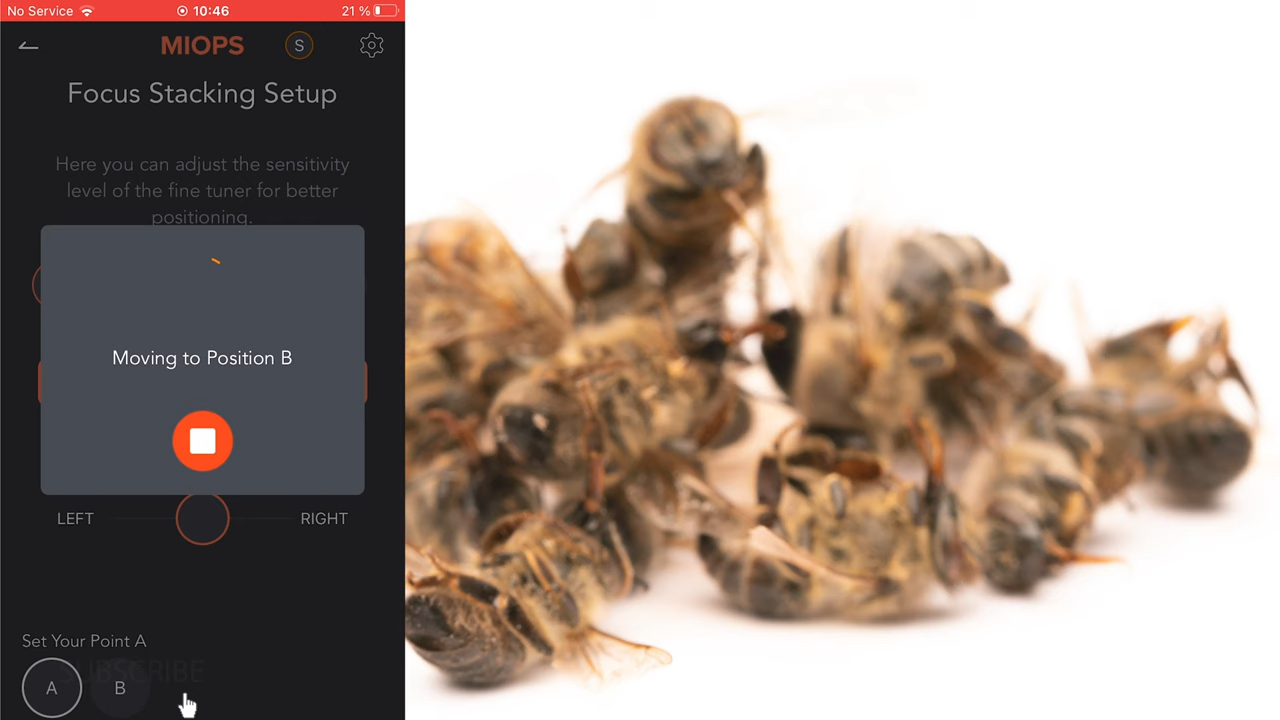 No Service 10:46 21 %
MIOPS S
Focus Stacking Setup
Here you can adjust the sensitivity
level of the fine tuner for better
positioning.
Moving to Position B
LEFT RIGHT
Set Your Point A
SUBSCRIBE
A B